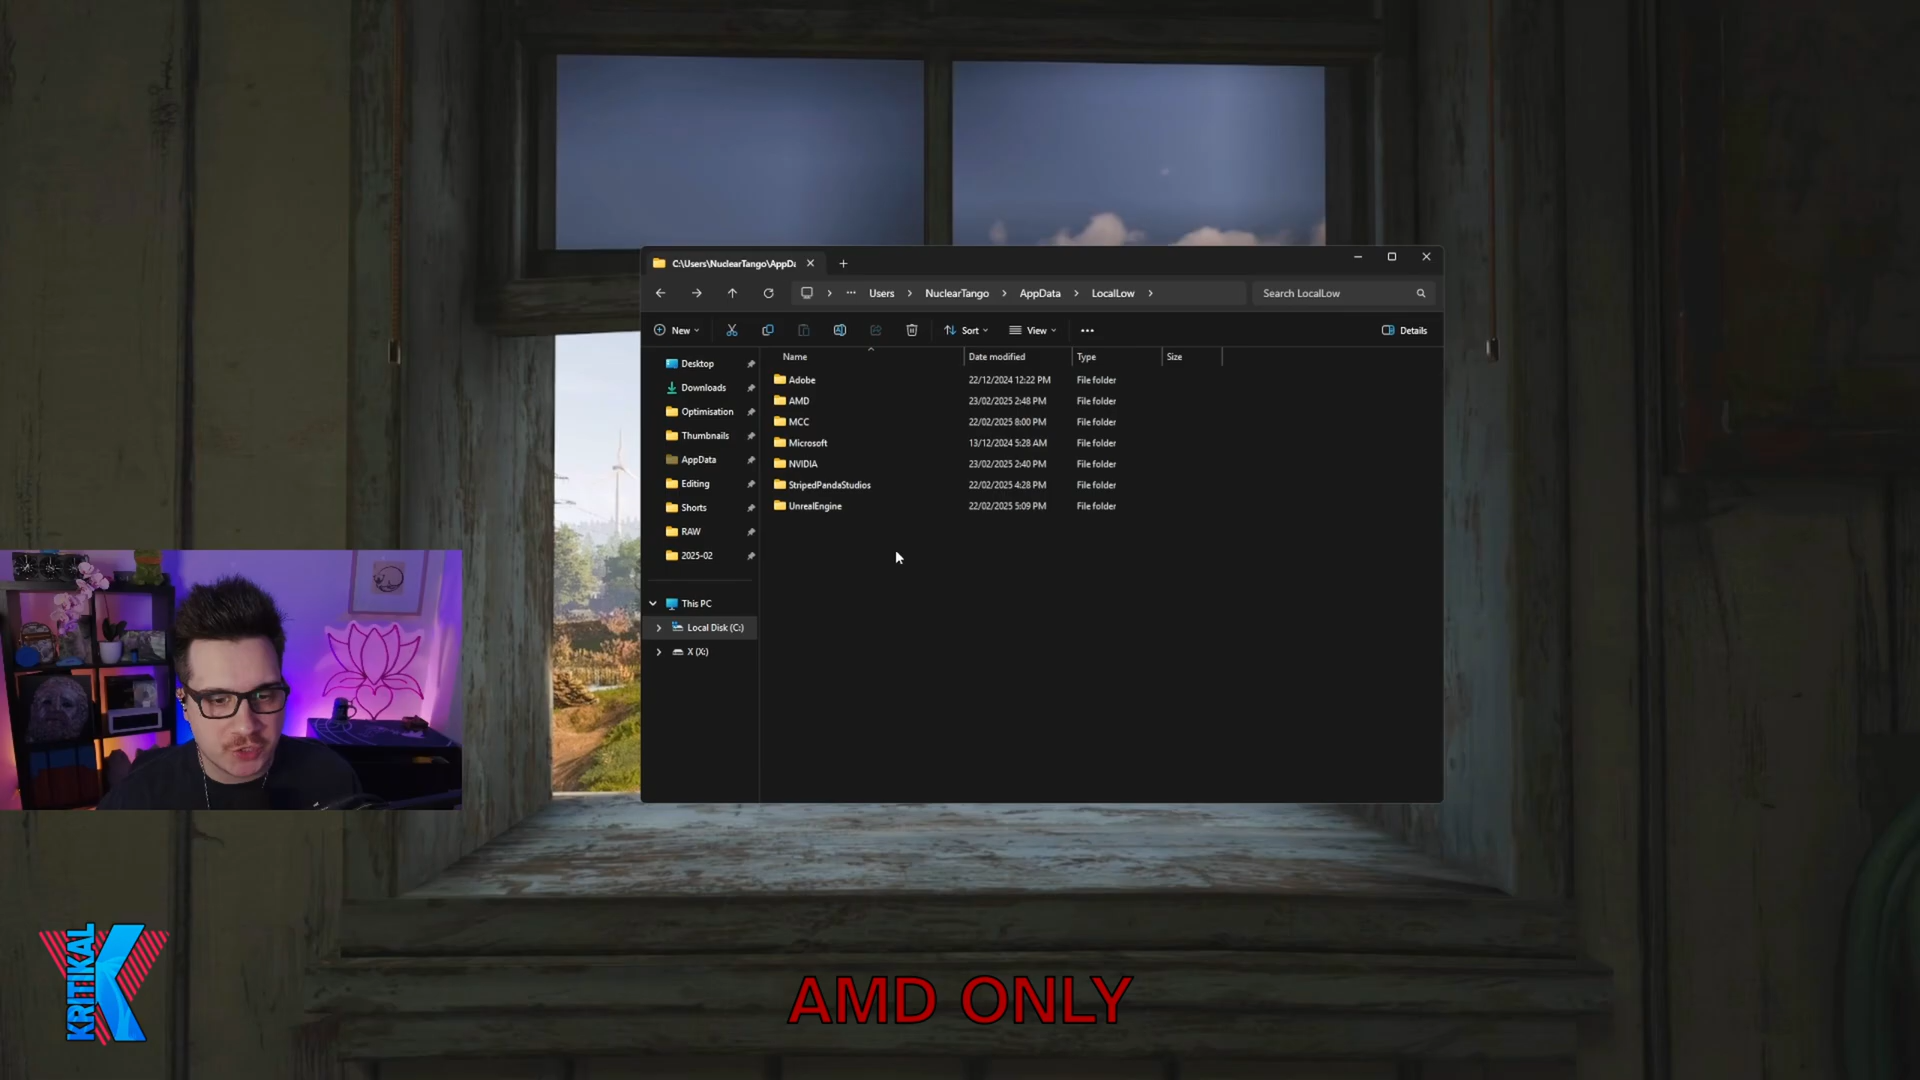 C:\Users\NuclearTango\AppDa
Users
NuclearTango
AppData
LocalLow
Search LocalLow
New
Sort
View
Details
Name
Date modified
Type
Size
Desktop
Downloads
Optimisation
Thumbnails
AppData
Editing
Shorts
RAW
2025-02
This PC
Local Disk (C:)
X (X:)
Adobe 22/12/2024 12:22 PM File folder
AMD 23/02/2025 2:48 PM File folder
MCC 22/02/2025 8:00 PM File folder
Microsoft 13/12/2024 5:28 AM File folder
NVIDIA 23/02/2025 2:40 PM File folder
StripedPandaStudios 22/02/2025 4:28 PM File folder
UnrealEngine 22/02/2025 5:09 PM File folder
KRITIKAL
K
AMD ONLY